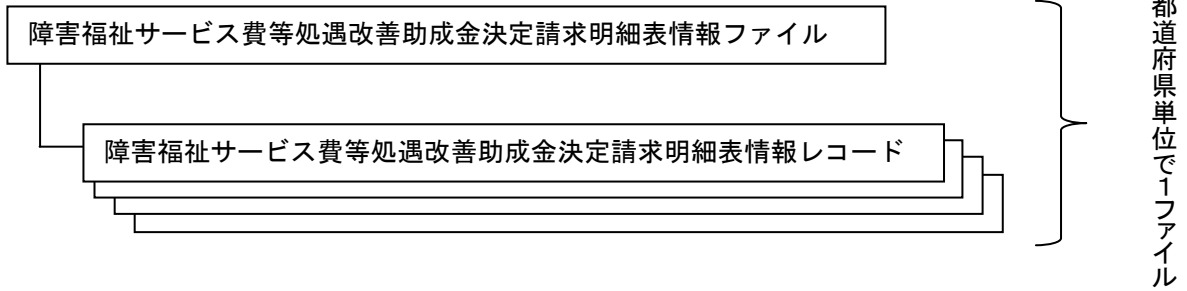 障害福祉サービス費等処遇改善助成金決定請求明細表情報ファイル
障害福祉サービス費等処遇改善助成金決定請求明細表情報レコード
都道府県単位で1ファイル